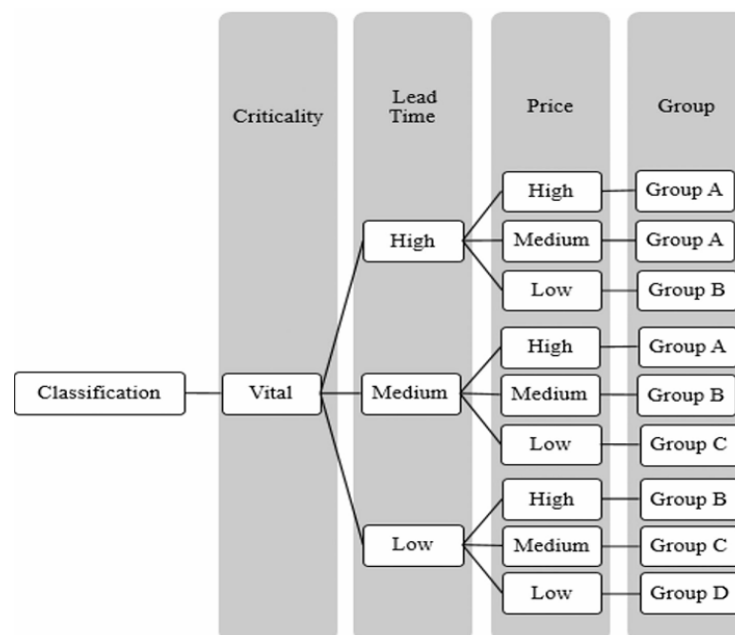 Criticality
Lead
Time
Price
Group
High
Group A
High
Medium
Group A
Low
Group B
High
Group A
Classification
Vital
Medium
Medium
Group B
Low
Group C
High
Group B
Low
Medium
Group C
Low
Group D